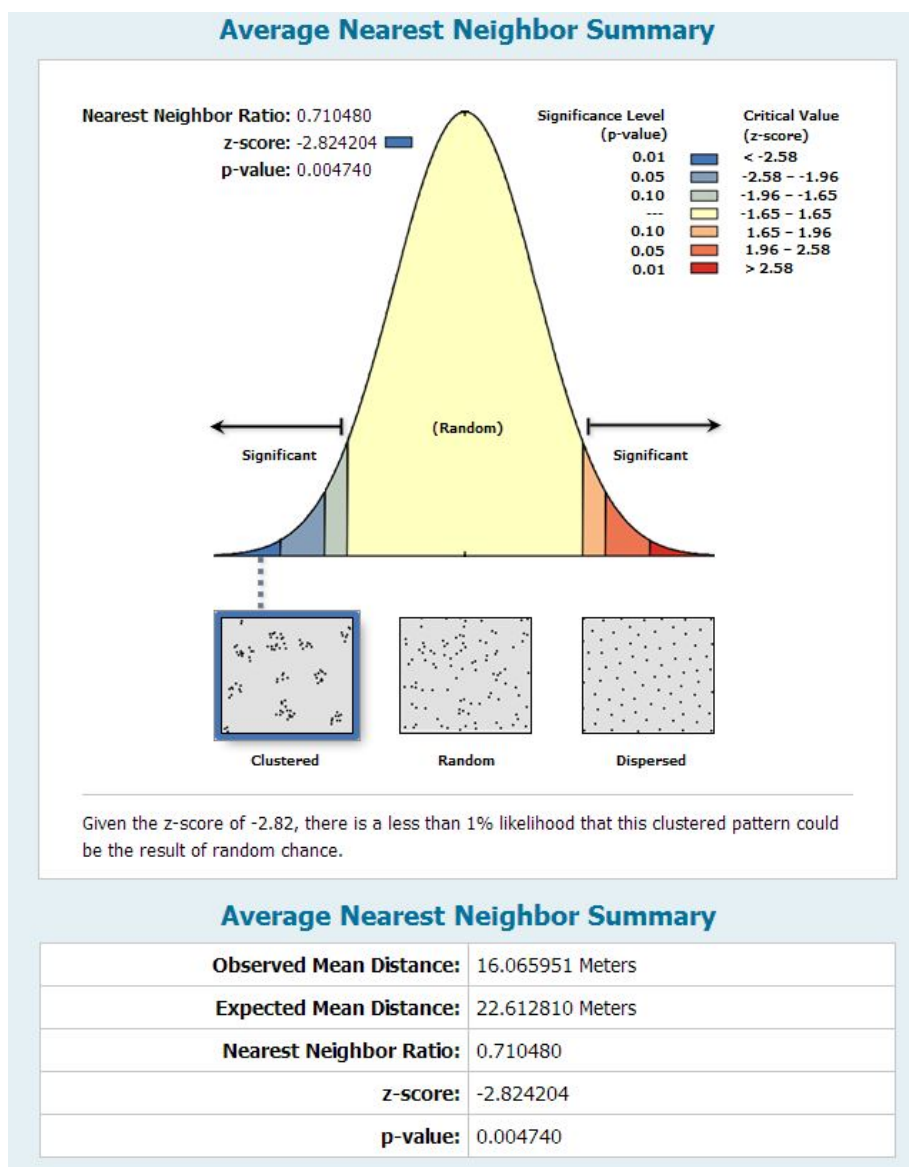 Average Nearest Neighbor Summary
Nearest Neighbor Ratio: 0.710480
z-score: -2.824204
p-value: 0.004740
Significance Level
(p-value)
Critical Value
(z-score)
0.01 < -2.58
0.05 -2.58 – -1.96
0.10 -1.96 – -1.65
--- -1.65 – 1.65
0.10 1.65 – 1.96
0.05 1.96 – 2.58
0.01 > 2.58
(Random)
Significant
Significant
Clustered
Random
Dispersed
Given the z-score of -2.82, there is a less than 1% likelihood that this clustered pattern could
be the result of random chance.
Average Nearest Neighbor Summary
Observed Mean Distance: 16.065951 Meters
Expected Mean Distance: 22.612810 Meters
Nearest Neighbor Ratio: 0.710480
z-score: -2.824204
p-value: 0.004740